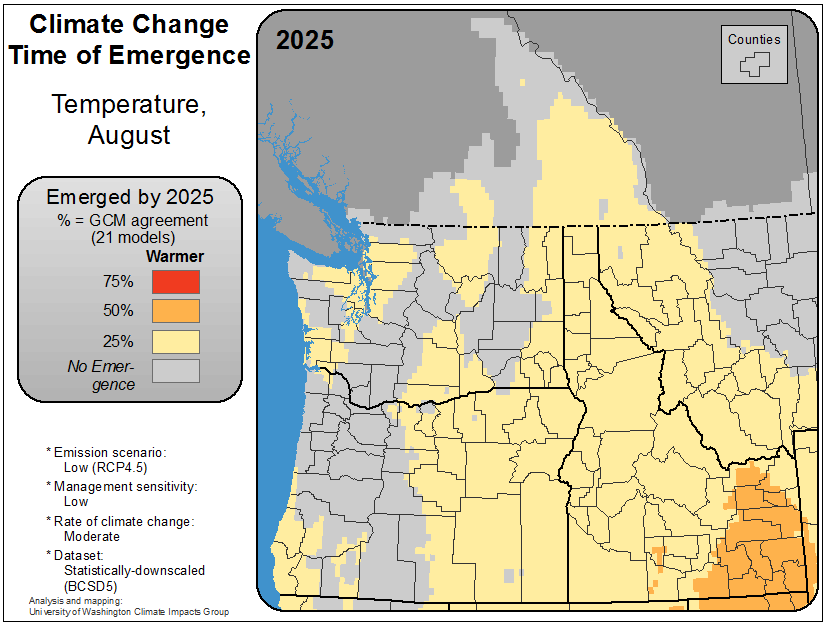 Climate Change
Time of Emergence
Temperature,
August
Emerged by 2025
% = GCM agreement
(21 models)
Warmer
75%
50%
25%
No Emer-
gence
* Emission scenario:
Low (RCP4.5)
* Management sensitivity:
Low
* Rate of climate change:
Moderate
* Dataset:
Statistically-downscaled
(BCSD5)
Analysis and mapping:
University of Washington Climate Impacts Group
2025
Counties